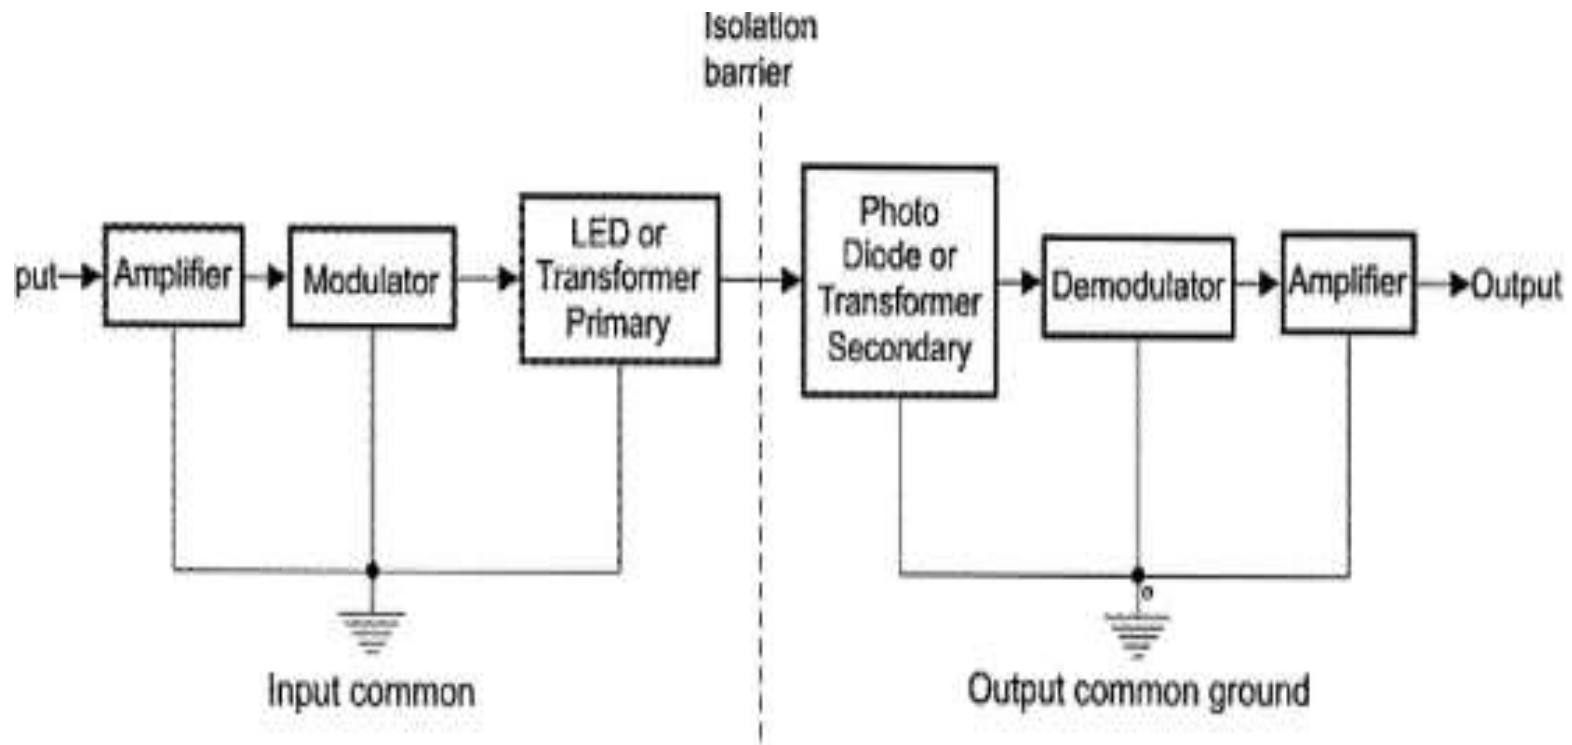 Isolation
barrier
put
Amplifier
Modulator
LED or
Transformer
Primary
Photo
Diode or
Transformer
Secondary
Demodulator
Amplifier
Output
Input common
Output common ground